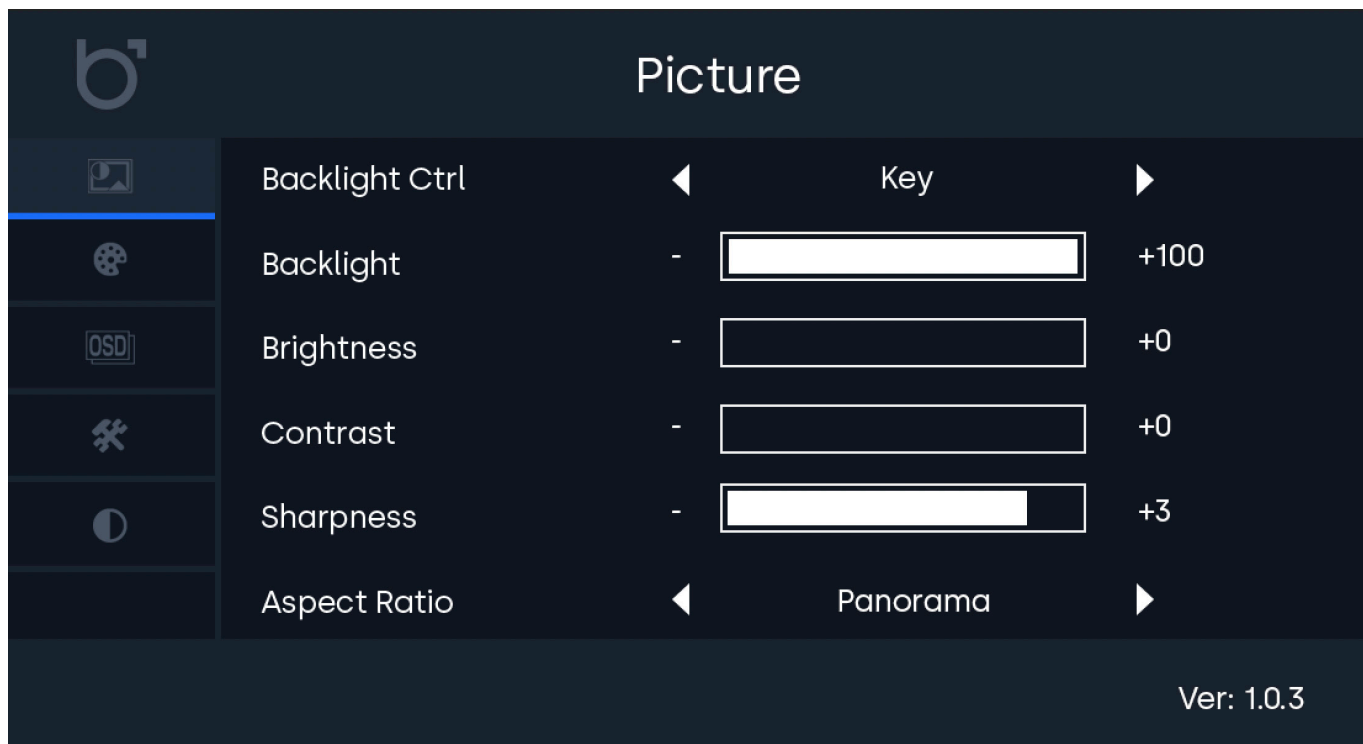 Picture
Backlight Ctrl Key
Backlight - +100
Brightness - +0
OSD
Contrast - +0
Sharpness - +3
Aspect Ratio Panorama
Ver: 1.0.3